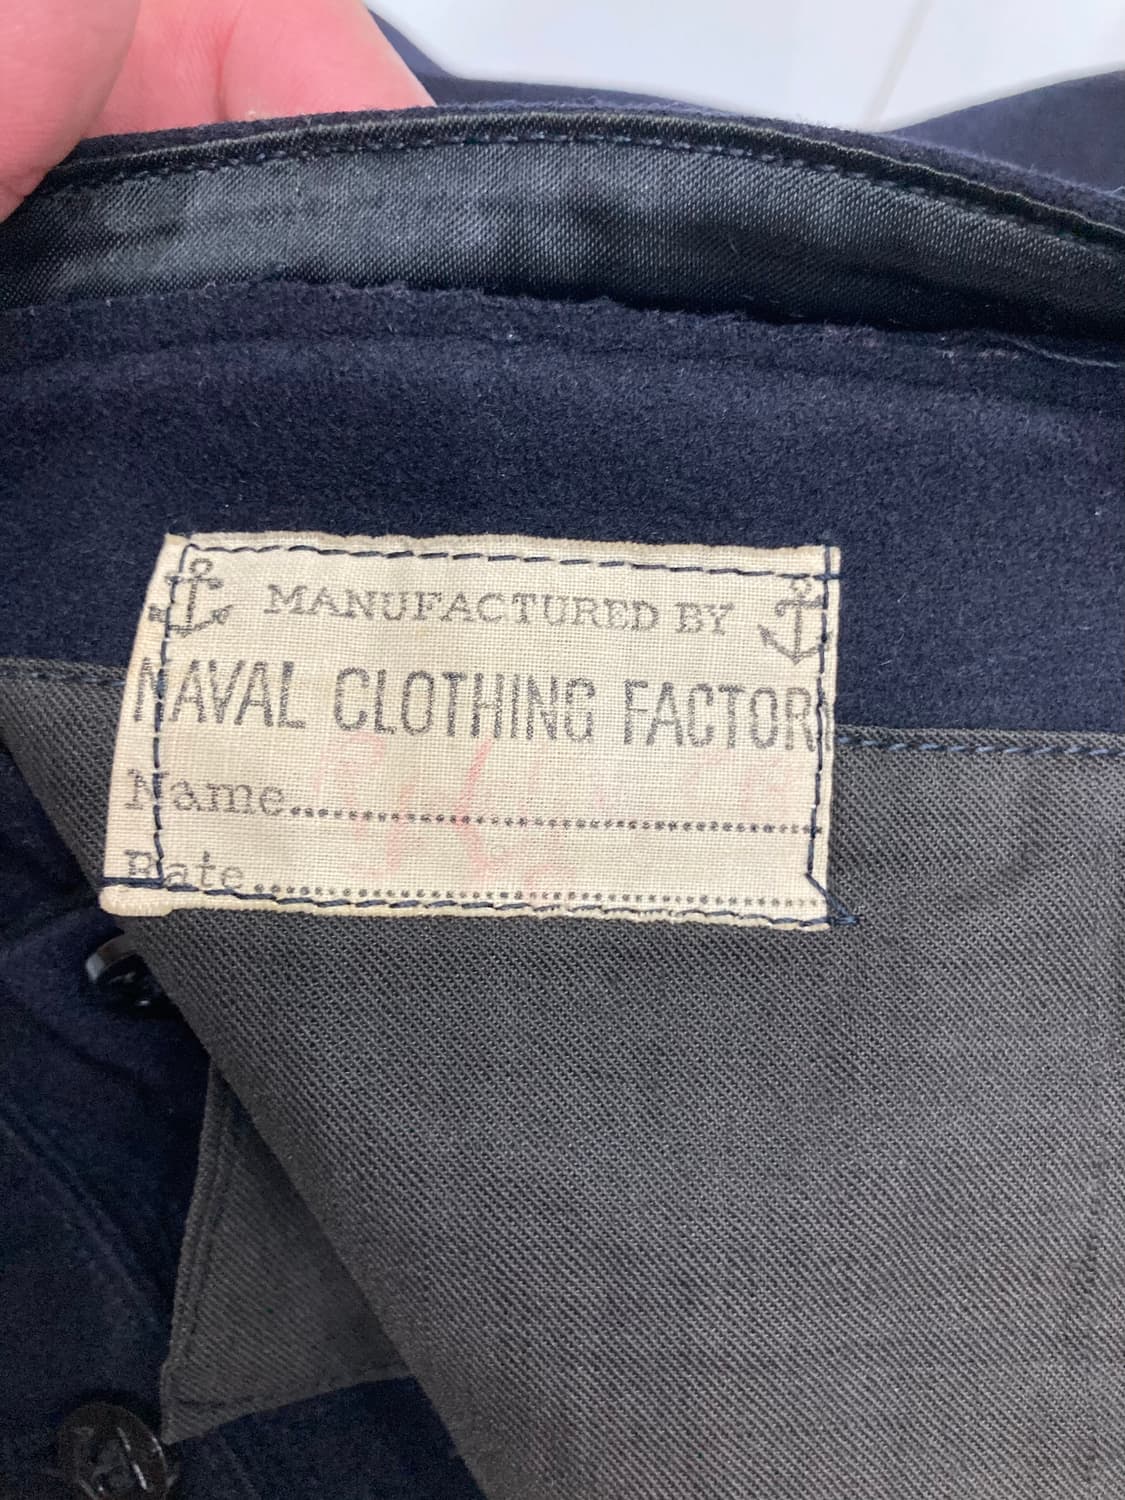 MANUFACTURED BY
NAVAL CLOTHING FACTORY
Name
Rate